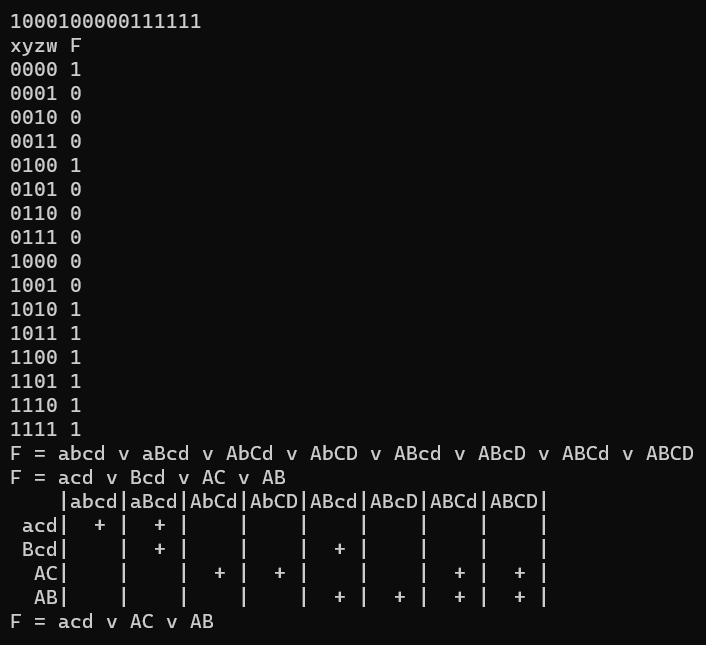 1000100000111111
xyzw F
0000 1
0001 0
0010 0
0011 0
0100 1
0101 0
0110 0
0111 0
1000 0
1001 0
1010 1
1011 1
1100 1
1101 1
1110 1
1111 1
F = abcd v aBcd v AbCd v AbCD v ABcd v ABcD v ABCd v ABCD
F = acd v Bcd v AC v AB
    |abcd|aBcd|AbCd|AbCD|ABcd|ABcD|ABCd|ABCD|
 acd|  + |  + |    |    |    |    |    |    |
 Bcd|    |  + |    |    |  + |    |    |    |
  AC|    |    |  + |  + |    |    |  + |  + |
  AB|    |    |    |    |  + |  + |  + |  + |
F = acd v AC v AB